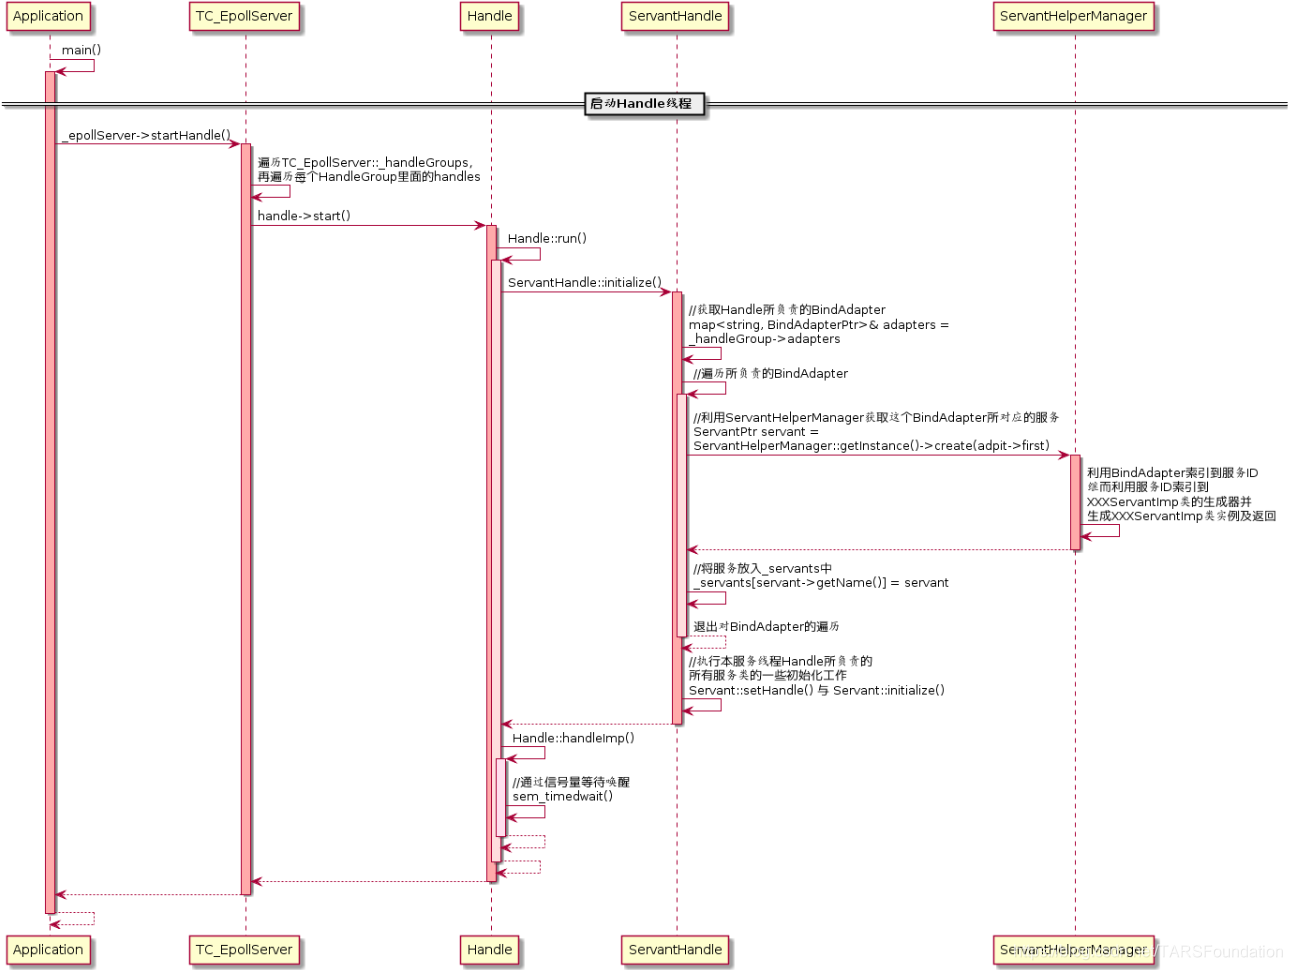 Application
TC_EpollServer
Handle
ServantHandle
ServantHelperManager
main()
启动Handle线程
_epollServer->startHandle()
遍历TC_EpollServer::_handleGroups,
再遍历每个HandleGroup里面的handles
handle->start()
Handle::run()
ServantHandle::initialize()
//获取Handle所负责的BindAdapter
map<string, BindAdapterPtr>& adapters =
_handleGroup->adapters
//遍历所负责的BindAdapter
//利用ServantHelperManager获取这个BindAdapter所对应的服务
ServantPtr servant =
ServantHelperManager::getInstance()->create(adpit->first)
利用BindAdapter索引到服务ID
继而利用服务ID索引到
XXXServantImp类的生成器并
生成XXXServantImp类实例及返回
//将服务放入_servants中
_servants[servant->getName()] = servant
退出对BindAdapter的遍历
//执行本服务线程Handle所负责的
所有服务类的一些初始化工作
Servant::setHandle() 与 Servant::initialize()
Handle::handleImp()
//通过信号量等待唤醒
sem_timedwait()
Application
TC_EpollServer
Handle
ServantHandle
ServantHelperManager
/TARSFoundation